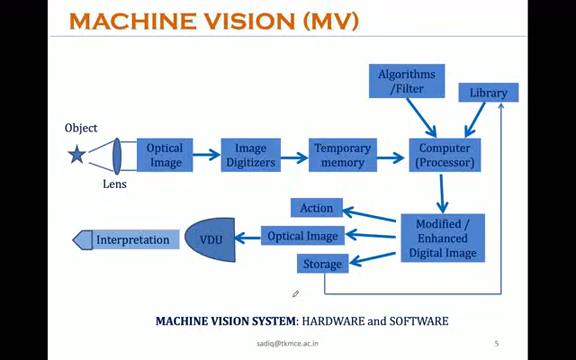 MACHINE VISION (MV)
Algorithms
/Filter
Library
Object
Optical
Image
Image
Digitizers
Temporary
memory
Computer
(Processor)
Lens
Action
Modified /
Enhanced
Digital Image
Interpretation
VDU
Optical Image
Storage
MACHINE VISION SYSTEM: HARDWARE and SOFTWARE
sadiq@tkmce.ac.in
5